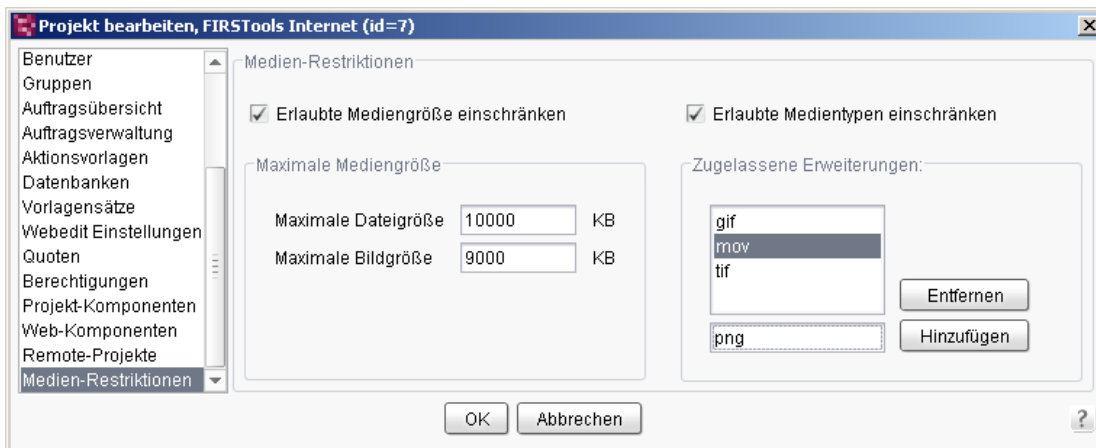 Projekt bearbeiten, FIRSTools Internet (id=7)
Benutzer
Gruppen
Auftragsübersicht
Auftragsverwaltung
Aktionsvorlagen
Datenbanken
Vorlagensätze
Webedit Einstellungen
Quoten
Berechtigungen
Projekt-Komponenten
Web-Komponenten
Remote-Projekte
Medien-Restriktionen
Medien-Restriktionen
Erlaubte Mediengröße einschränken
Erlaubte Medientypen einschränken
Maximale Mediengröße
Maximale Dateigröße 10000 KB
Maximale Bildgröße 9000 KB
Zugelassene Erweiterungen:
gif
mov
tif
Entfernen
png
Hinzufügen
OK
Abbrechen
?